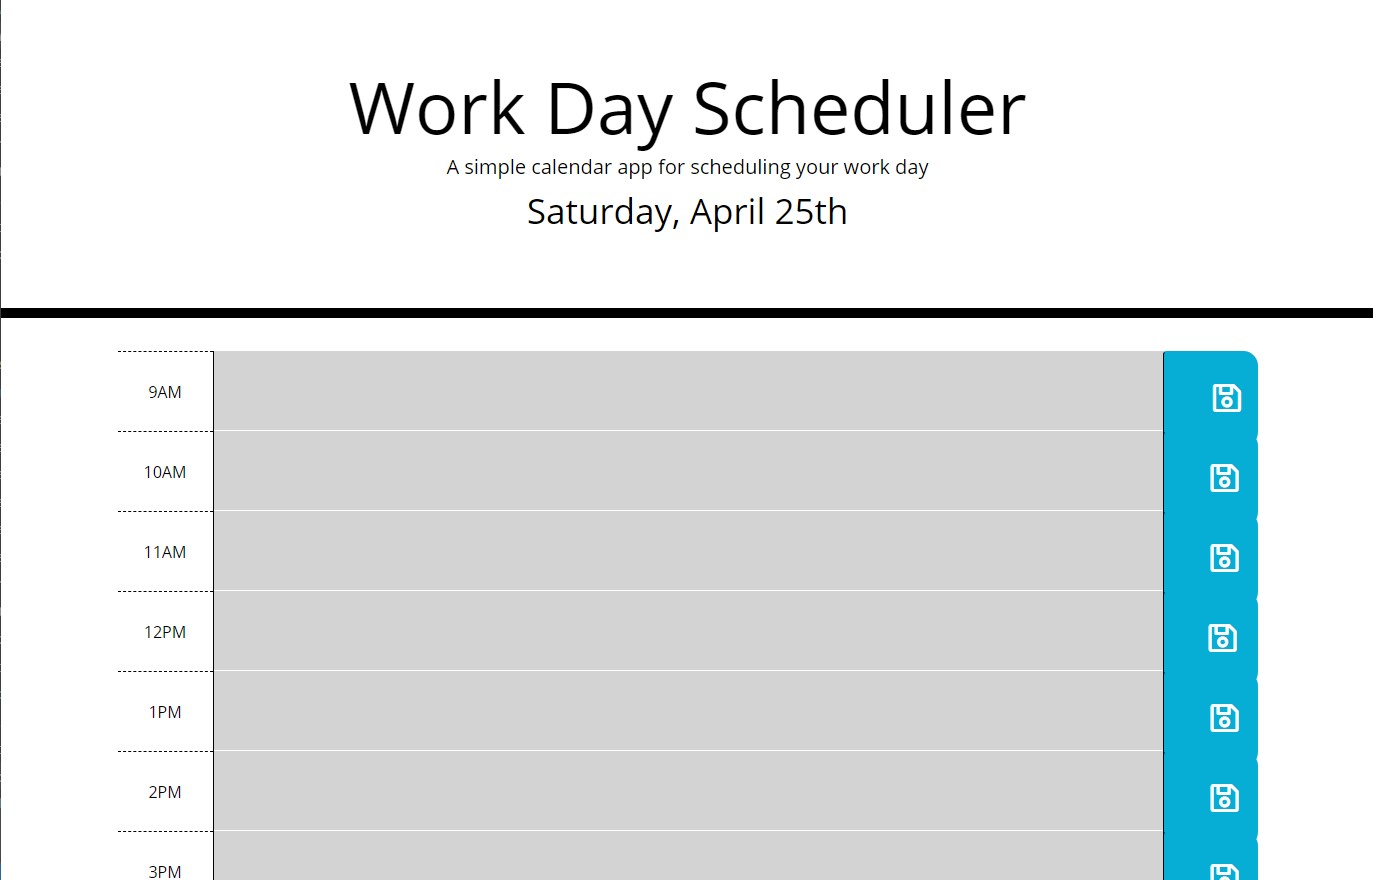 Work Day Scheduler
A simple calendar app for scheduling your work day
Saturday, April 25th
9AM
10AM
11AM
12PM
1PM
2PM
3PM